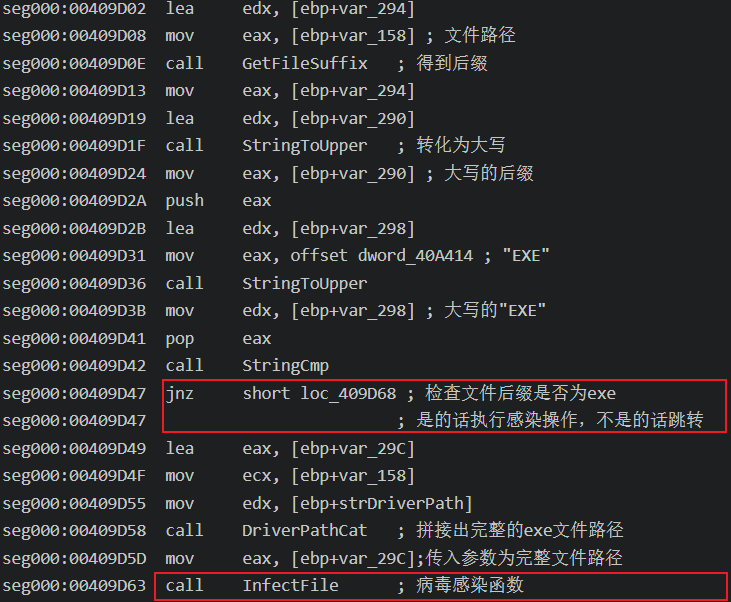 seg000:00409D02 lea edx, [ebp+var_294]
seg000:00409D08 mov eax, [ebp+var_158] ; 文件路径
seg000:00409D0E call GetFileSuffix ; 得到后缀
seg000:00409D13 mov eax, [ebp+var_294]
seg000:00409D19 lea edx, [ebp+var_290]
seg000:00409D1F call StringToUpper ; 转化为大写
seg000:00409D24 mov eax, [ebp+var_290] ; 大写的后缀
seg000:00409D2A push eax
seg000:00409D2B lea edx, [ebp+var_298]
seg000:00409D31 mov eax, offset dword_40A414 ; "EXE"
seg000:00409D36 call StringToUpper
seg000:00409D3B mov edx, [ebp+var_298] ; 大写的"EXE"
seg000:00409D41 pop eax
seg000:00409D42 call StringCmp
seg000:00409D47 jnz short loc_409D68 ; 检查文件后缀是否为exe
seg000:00409D47 ; 是的话执行感染操作，不是的话跳转
seg000:00409D49 lea eax, [ebp+var_29C]
seg000:00409D4F mov ecx, [ebp+var_158]
seg000:00409D55 mov edx, [ebp+strDriverPath]
seg000:00409D58 call DriverPathCat ; 拼接出完整的exe文件路径
seg000:00409D5D mov eax, [ebp+var_29C];传入参数为完整文件路径
seg000:00409D63 call InfectFile ; 病毒感染函数